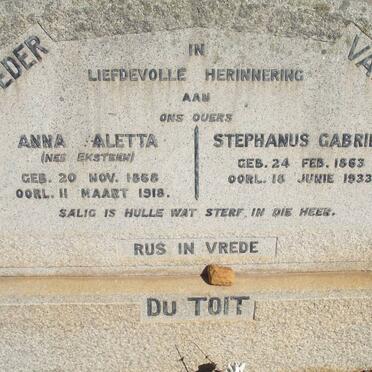 EDER VA
IN
LIEFDEVOLLE HERINNERING
AAN
ONS OUERS
ANNA ALETTA
(NEE EKSTEEN)
GEB. 20 NOV. 1868
OORL. 11 MAART 1918.
STEPHANUS GABRIE
GEB. 24 FEB. 1863
OORL. 18 JUNIE 1933
SALIG IS HULLE WAT STERF IN DIE HEER.
RUS IN VREDE
DU TOIT